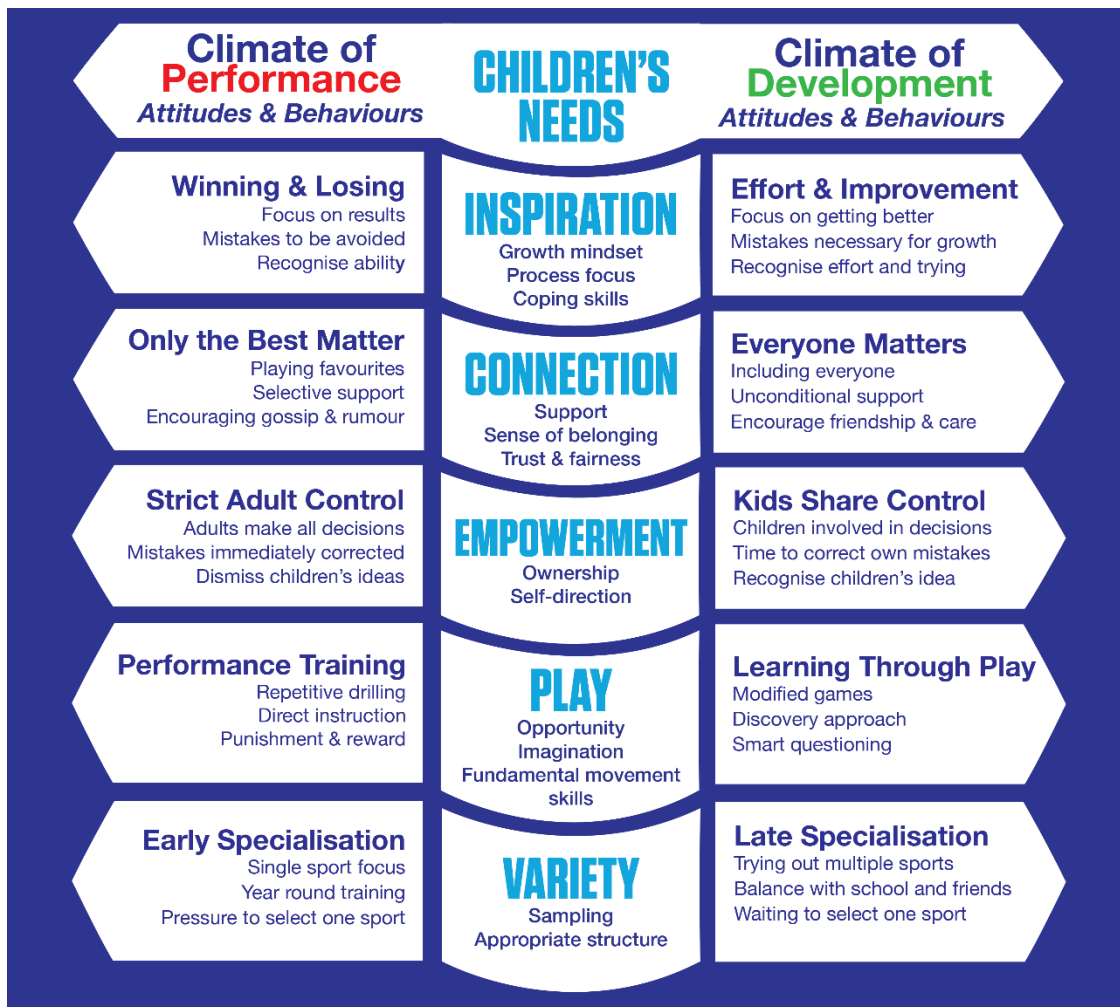 Climate of
Performance
Attitudes & Behaviours
CHILDREN'S
NEEDS
Climate of
Development
Attitudes & Behaviours
Winning & Losing
Focus on results
Mistakes to be avoided
Recognise ability
INSPIRATION
Growth mindset
Process focus
Coping skills
Effort & Improvement
Focus on getting better
Mistakes necessary for growth
Recognise effort and trying
Only the Best Matter
Playing favourites
Selective support
Encouraging gossip & rumour
CONNECTION
Support
Sense of belonging
Trust & fairness
Everyone Matters
Including everyone
Unconditional support
Encourage friendship & care
Strict Adult Control
Adults make all decisions
Mistakes immediately corrected
Dismiss children's ideas
EMPOWERMENT
Ownership
Self-direction
Kids Share Control
Children involved in decisions
Time to correct own mistakes
Recognise children's idea
Performance Training
Repetitive drilling
Direct instruction
Punishment & reward
PLAY
Opportunity
Imagination
Fundamental movement
skills
Learning Through Play
Modified games
Discovery approach
Smart questioning
Early Specialisation
Single sport focus
Year round training
Pressure to select one sport
VARIETY
Sampling
Appropriate structure
Late Specialisation
Trying out multiple sports
Balance with school and friends
Waiting to select one sport